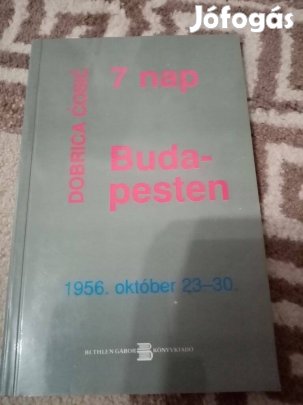 Jófogás
DOBRICA ĆOSIĆ
7 nap
Buda-
pesten
1956. október 23–30.
BETHLEN GÁBOR KÖNYVKIADÓ